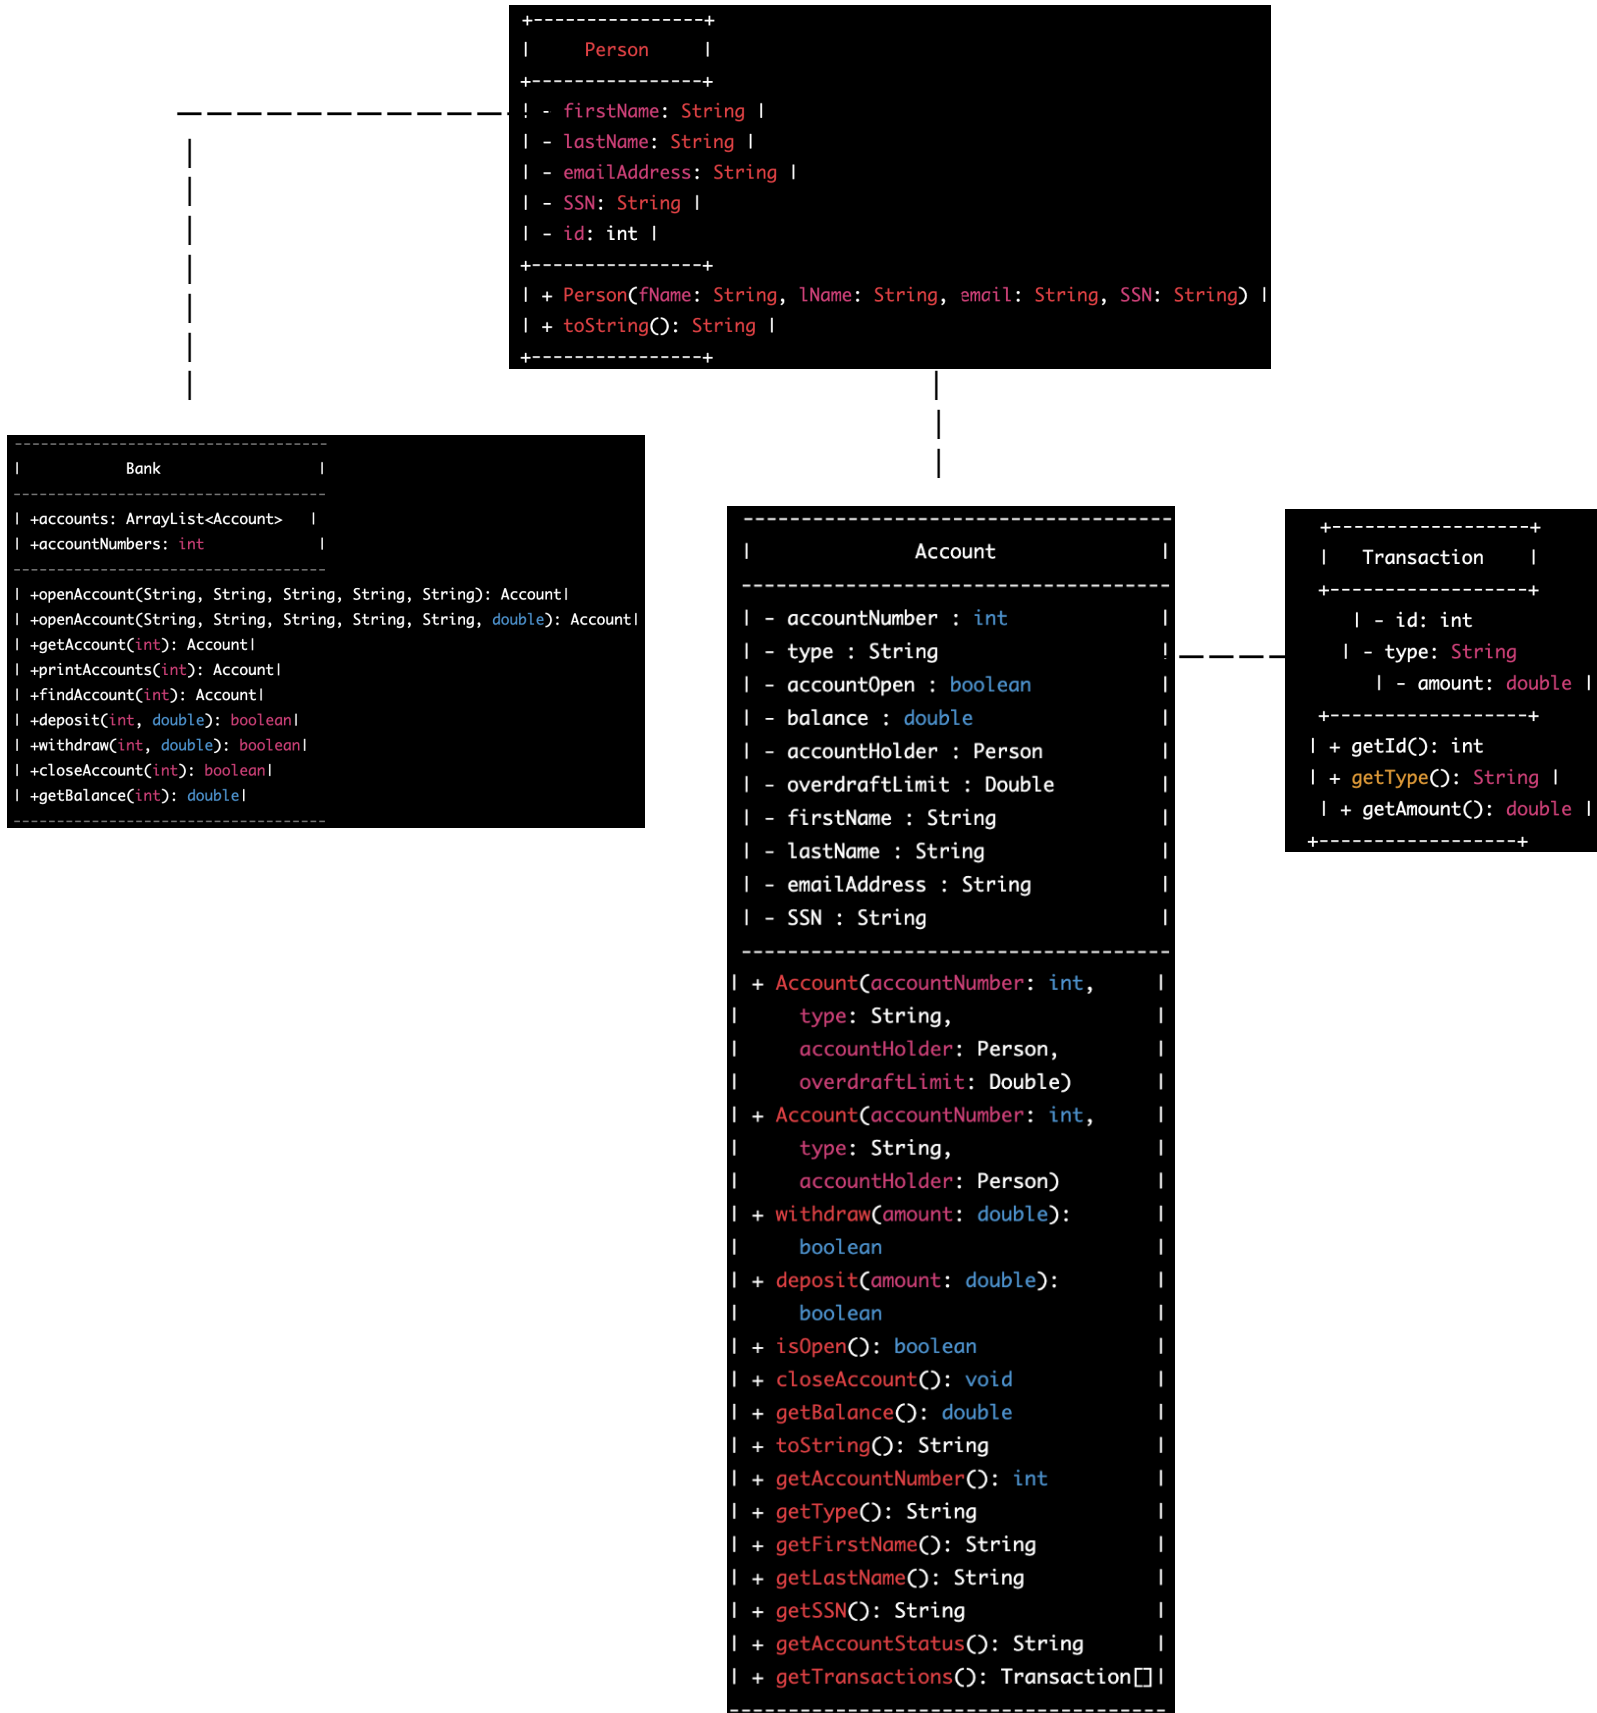 +----------------+
|     Person     |
+----------------+
| - firstName: String |
| - lastName: String |
| - emailAddress: String |
| - SSN: String |
| - id: int |
+----------------+
| + Person(fName: String, lName: String, email: String, SSN: String) |
| + toString(): String |
+----------------+
------------------------------------
|            Bank                  |
------------------------------------
| +accounts: ArrayList<Account>   |
| +accountNumbers: int             |
------------------------------------
| +openAccount(String, String, String, String, String): Account|
| +openAccount(String, String, String, String, String, double): Account|
| +getAccount(int): Account|
| +printAccounts(int): Account|
| +findAccount(int): Account|
| +deposit(int, double): boolean|
| +withdraw(int, double): boolean|
| +closeAccount(int): boolean|
| +getBalance(int): double|
------------------------------------
-------------------------------------
|              Account              |
-------------------------------------
| - accountNumber : int             |
| - type : String                   |
| - accountOpen : boolean           |
| - balance : double                |
| - accountHolder : Person          |
| - overdraftLimit : Double         |
| - firstName : String              |
| - lastName : String               |
| - emailAddress : String           |
| - SSN : String                    |
-------------------------------------
| + Account(accountNumber: int,     |
|     type: String,                 |
|     accountHolder: Person,        |
|     overdraftLimit: Double)       |
| + Account(accountNumber: int,     |
|     type: String,                 |
|     accountHolder: Person)        |
| + withdraw(amount: double):       |
|     boolean                       |
| + deposit(amount: double):        |
|     boolean                       |
| + isOpen(): boolean               |
| + closeAccount(): void            |
| + getBalance(): double            |
| + toString(): String              |
| + getAccountNumber(): int         |
| + getType(): String               |
| + getFirstName(): String          |
| + getLastName(): String           |
| + getSSN(): String                |
| + getAccountStatus(): String      |
| + getTransactions(): Transaction[]|
-------------------------------------
+------------------+
|   Transaction    |
+------------------+
| - id: int
| - type: String
| - amount: double |
+------------------+
| + getId(): int
| + getType(): String |
| + getAmount(): double |
+------------------+